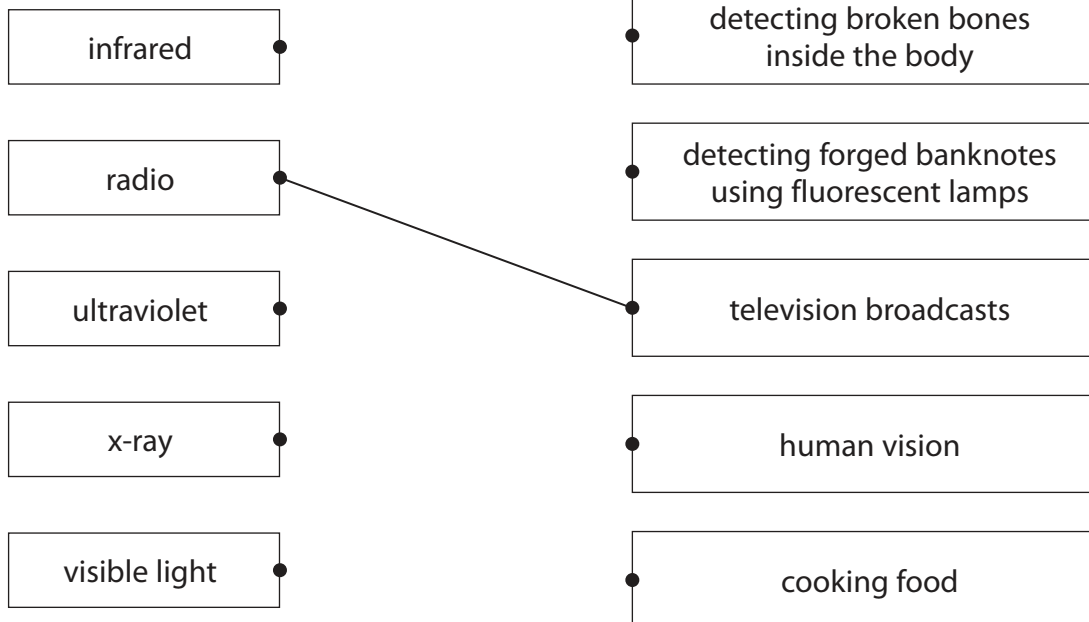 infrared
radio
ultraviolet
x-ray
visible light
detecting broken bones
inside the body
detecting forged banknotes
using fluorescent lamps
television broadcasts
human vision
cooking food